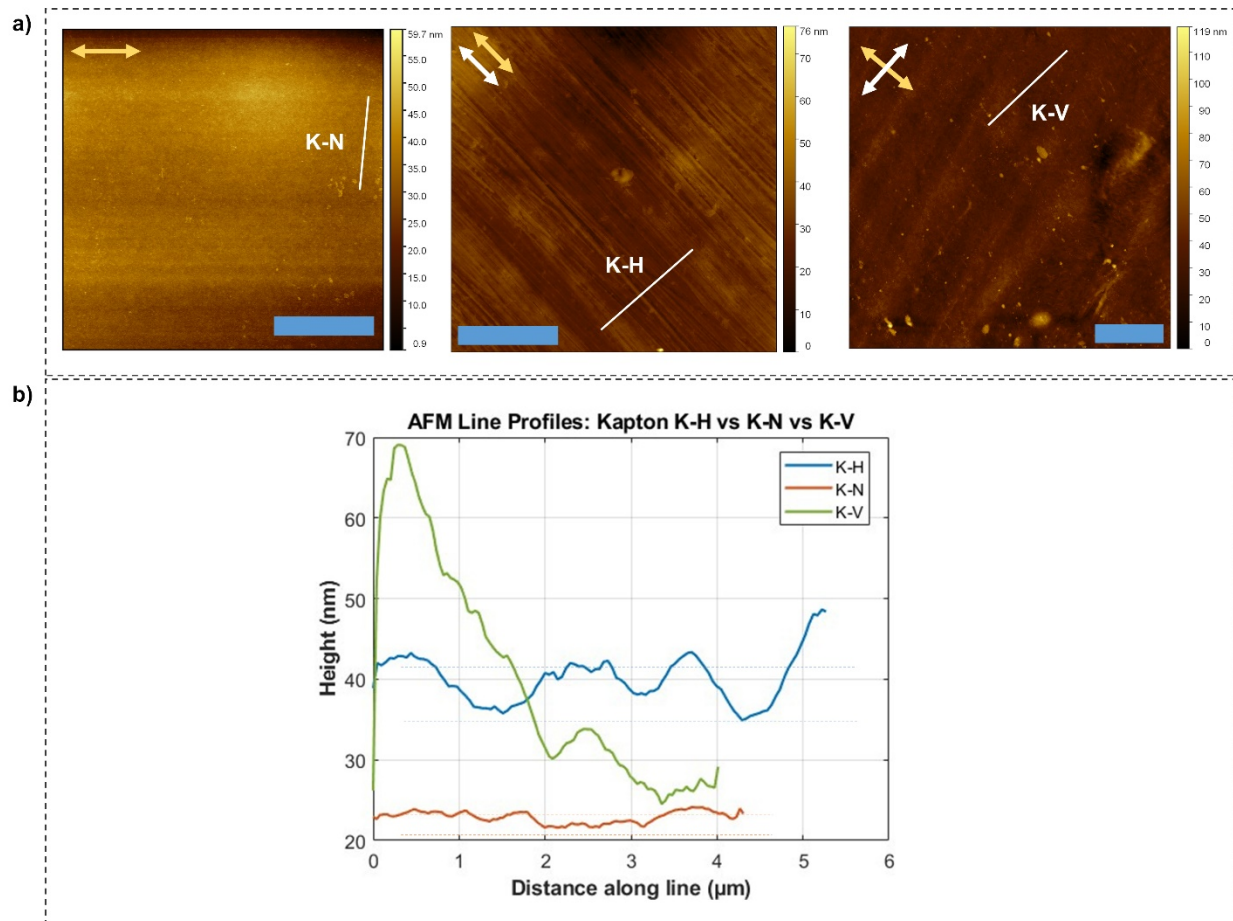 a)
59.7 nm
55.0
50.0
45.0
40.0
35.0
30.0
25.0
20.0
15.0
10.0
0.9
K-N
76 nm
70
60
50
40
30
20
10
0
K-H
119 nm
110
100
90
80
70
60
50
40
30
20
10
0
K-V
b)
AFM Line Profiles: Kapton K-H vs K-N vs K-V
K-H
K-N
K-V
70
60
50
40
30
20
Height (nm)
0 1 2 3 4 5 6
Distance along line (µm)